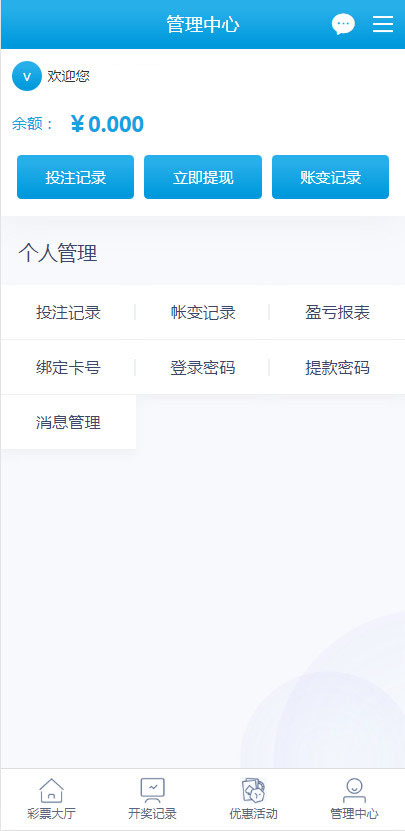 管理中心
v 欢迎您
余额： ¥0.000
投注记录 立即提现 账变记录
个人管理
投注记录 帐变记录 盈亏报表
绑定卡号 登录密码 提款密码
消息管理
彩票大厅 开奖记录 优惠活动 管理中心